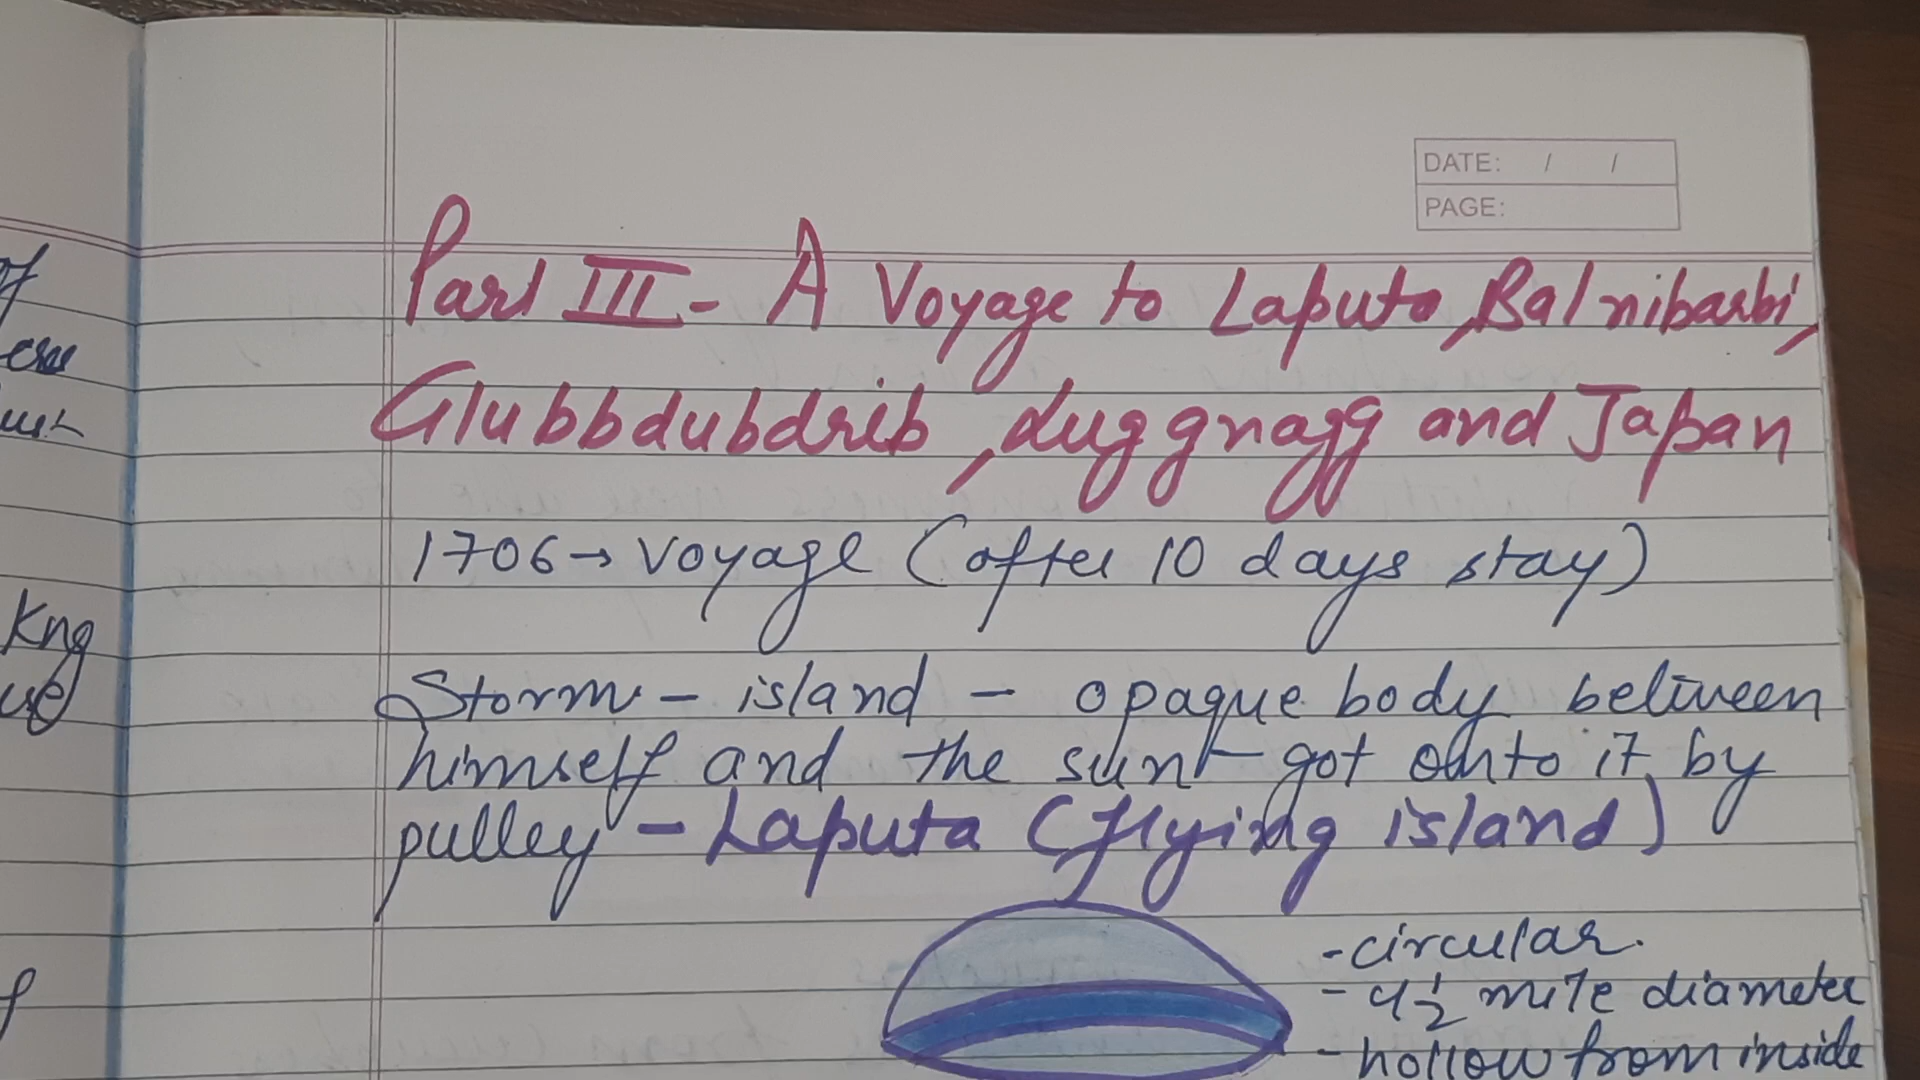 DATE: / /
PAGE:
Part III - A Voyage to Laputa, Balnibarbi,
Glubbdubdrib, Luggnagg and Japan
1706 → Voyage (after 10 days stay)
Storm - island - opaque body between
himself and the sun - got onto it by
pulley - Laputa (flying island)
- circular.
- 4½ mile diameter
- hollow from inside
of
King